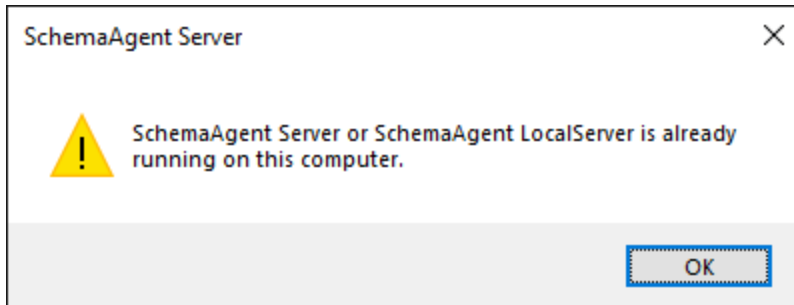 SchemaAgent Server
SchemaAgent Server or SchemaAgent LocalServer is already
running on this computer.
OK